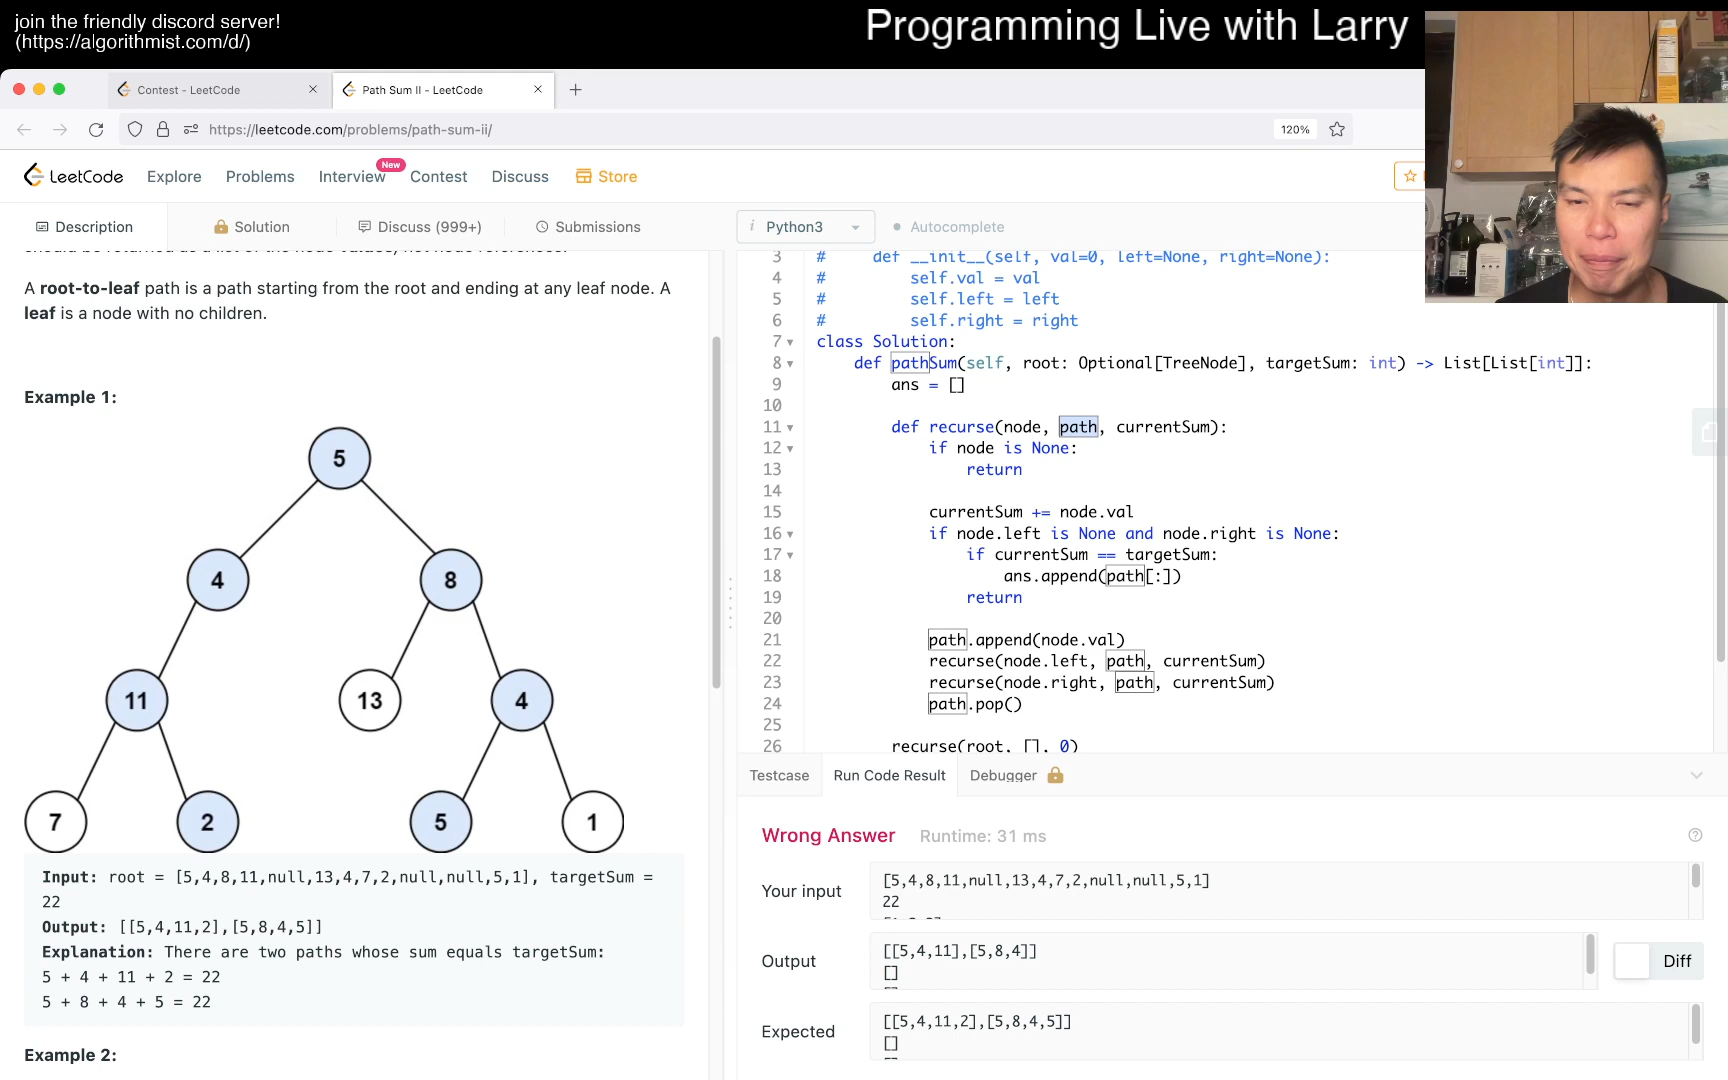 join the friendly discord server!
(https://algorithmist.com/d/)
Programming Live with Larry
Contest - LeetCode
Path Sum II - LeetCode
https://leetcode.com/problems/path-sum-ii/
120%
LeetCode
Explore
Problems
Interview
New
Contest
Discuss
Store
Description
Solution
Discuss (999+)
Submissions
i Python3
Autocomplete
should be returned as a list of the node values, not node references.
A root-to-leaf path is a path starting from the root and ending at any leaf node. A
leaf is a node with no children.
Example 1:
5
4
8
11
13
4
7
2
5
1
Input: root = [5,4,8,11,null,13,4,7,2,null,null,5,1], targetSum =
22
Output: [[5,4,11,2],[5,8,4,5]]
Explanation: There are two paths whose sum equals targetSum:
5 + 4 + 11 + 2 = 22
5 + 8 + 4 + 5 = 22
Example 2:
3 # def __init__(self, val=0, left=None, right=None):
4 # self.val = val
5 # self.left = left
6 # self.right = right
7 class Solution:
8 def pathSum(self, root: Optional[TreeNode], targetSum: int) -> List[List[int]]:
9 ans = []
10
11 def recurse(node, path, currentSum):
12 if node is None:
13 return
14
15 currentSum += node.val
16 if node.left is None and node.right is None:
17 if currentSum == targetSum:
18 ans.append(path[:])
19 return
20
21 path.append(node.val)
22 recurse(node.left, path, currentSum)
23 recurse(node.right, path, currentSum)
24 path.pop()
25
26 recurse(root, [], 0)
Testcase
Run Code Result
Debugger
Wrong Answer
Runtime: 31 ms
Your input
[5,4,8,11,null,13,4,7,2,null,null,5,1]
22
Output
[[5,4,11],[5,8,4]]
[]
Diff
Expected
[[5,4,11,2],[5,8,4,5]]
[]